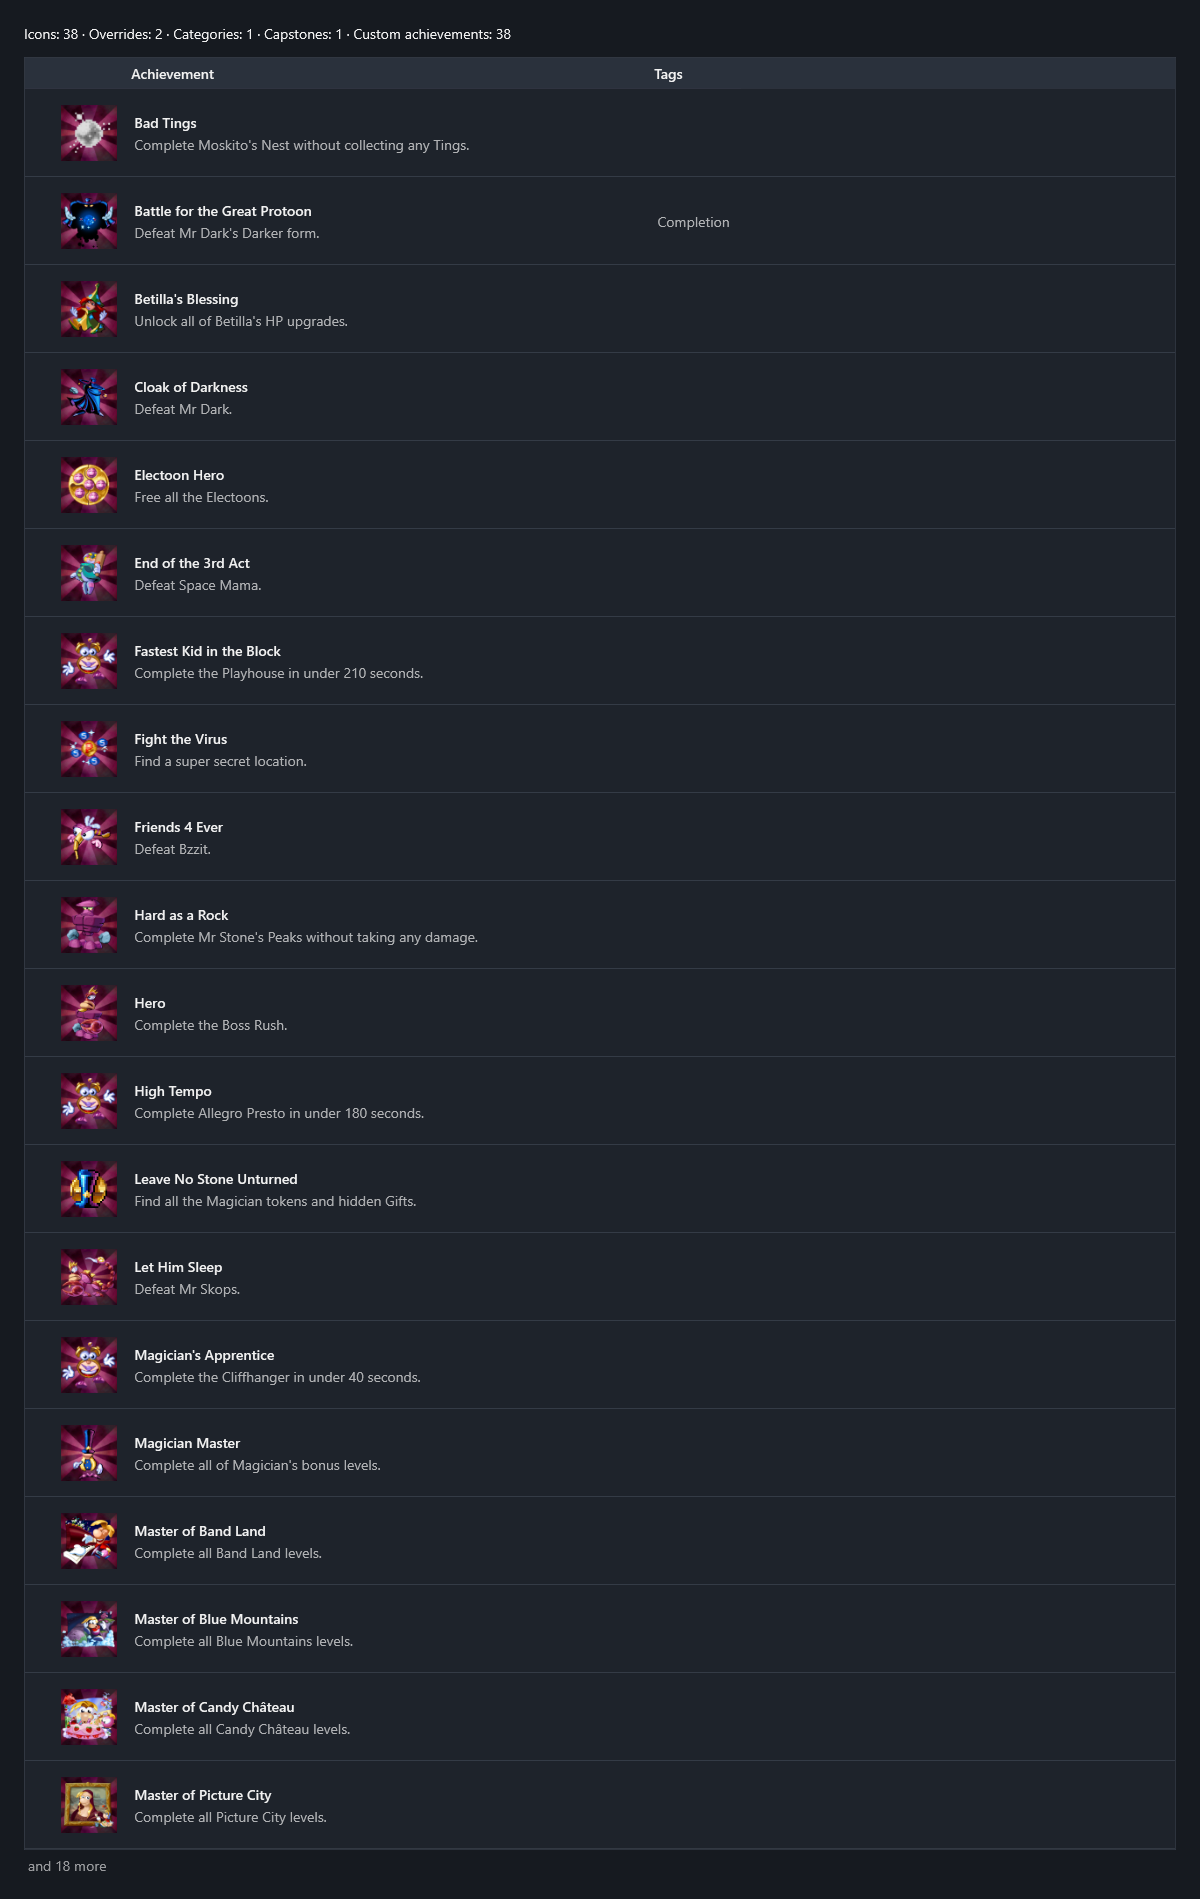 Icons: 38 · Overrides: 2 · Categories: 1 · Capstones: 1 · Custom achievements: 38
Achievement Tags
Bad Tings
Complete Moskito's Nest without collecting any Tings.
Battle for the Great Protoon
Defeat Mr Dark's Darker form.
Completion
Betilla's Blessing
Unlock all of Betilla's HP upgrades.
Cloak of Darkness
Defeat Mr Dark.
Electoon Hero
Free all the Electoons.
End of the 3rd Act
Defeat Space Mama.
Fastest Kid in the Block
Complete the Playhouse in under 210 seconds.
Fight the Virus
Find a super secret location.
Friends 4 Ever
Defeat Bzzit.
Hard as a Rock
Complete Mr Stone's Peaks without taking any damage.
Hero
Complete the Boss Rush.
High Tempo
Complete Allegro Presto in under 180 seconds.
Leave No Stone Unturned
Find all the Magician tokens and hidden Gifts.
Let Him Sleep
Defeat Mr Skops.
Magician's Apprentice
Complete the Cliffhanger in under 40 seconds.
Magician Master
Complete all of Magician's bonus levels.
Master of Band Land
Complete all Band Land levels.
Master of Blue Mountains
Complete all Blue Mountains levels.
Master of Candy Château
Complete all Candy Château levels.
Master of Picture City
Complete all Picture City levels.
and 18 more